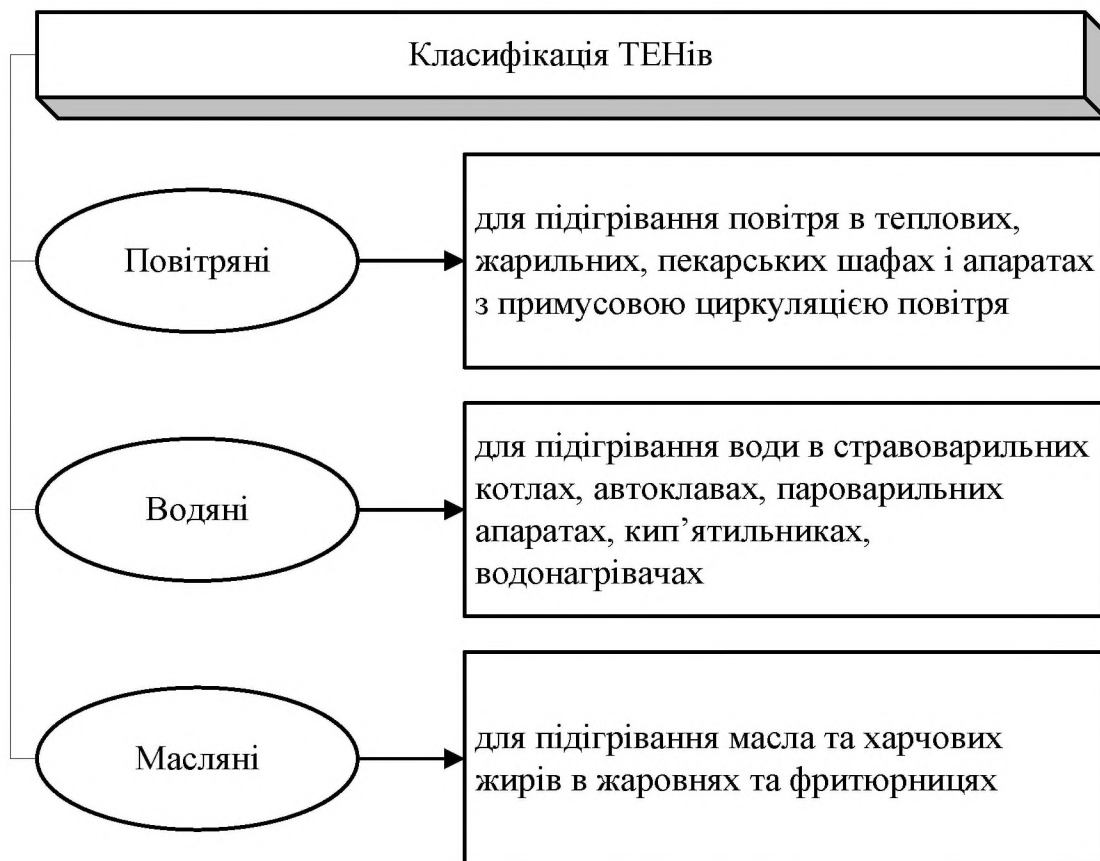 Класифікація ТЕНів
Повітряні
для підігрівання повітря в теплових,
жарильних, пекарських шафах і апаратах
з примусовою циркуляцією повітря
Водяні
для підігрівання води в стравоварильних
котлах, автоклавах, пароварильних
апаратах, кип’ятильниках,
водонагрівачах
Масляні
для підігрівання масла та харчових
жирів в жаровнях та фритюрницях